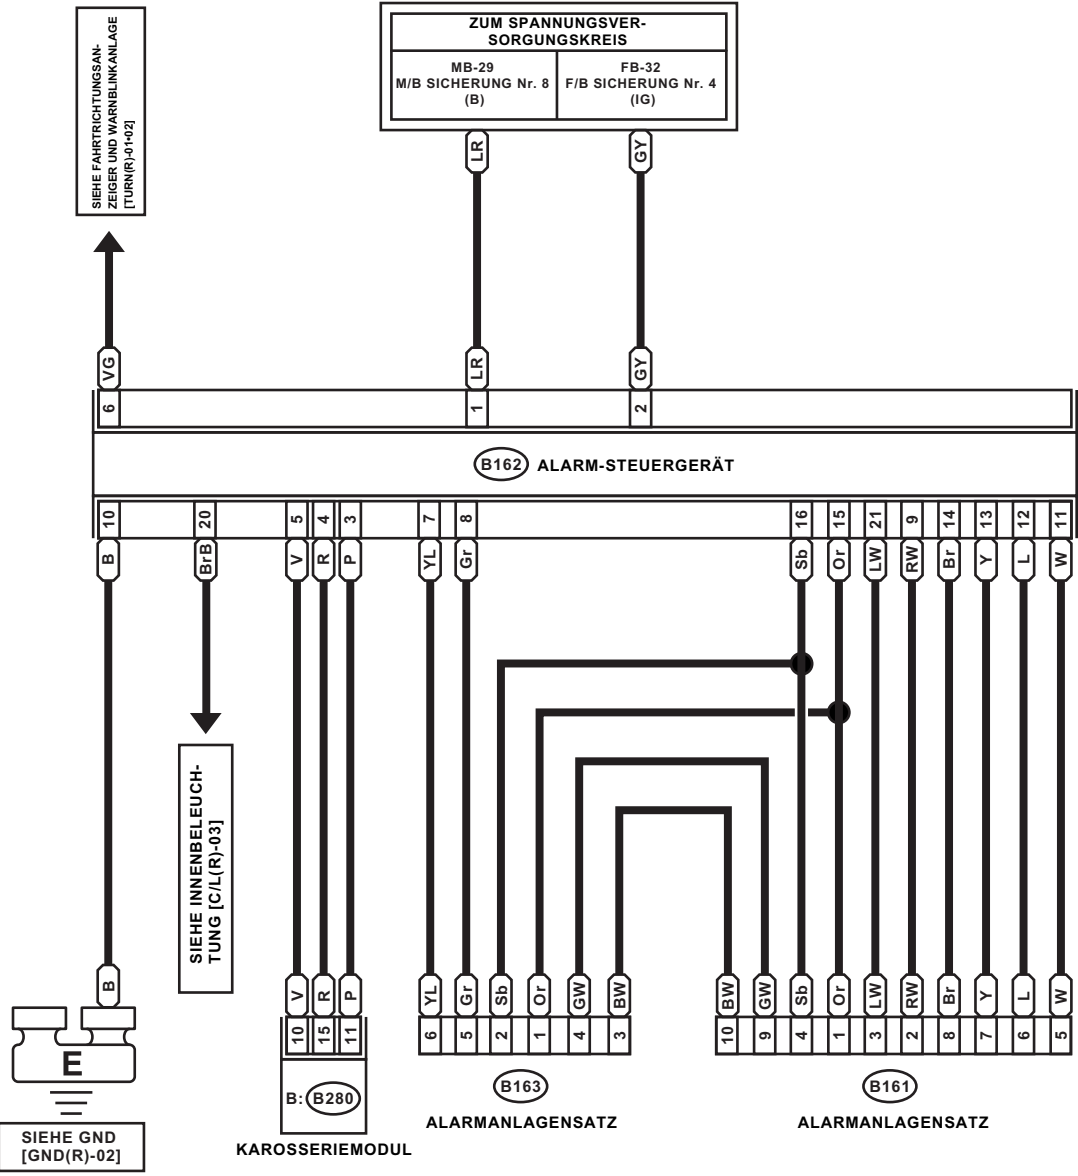 ZUM SPANNUNGSVER-
SORGUNGSKREIS
MB-29
M/B SICHERUNG Nr. 8
(B)
FB-32
F/B SICHERUNG Nr. 4
(IG)
SIEHE FAHRTRICHTUNGSAN-
ZEIGER UND WARNBLINKANLAGE
[TURN(R)-01•02]
LR GY
VG LR GY
6 1 2
B162 ALARM-STEUERGERÄT
10 20 5 4 3 7 8 16 15 21 9 14 13 12 11
B BrB V R P YL Gr Sb Or LW RW Br Y L W
SIEHE INNENBELEUCH-
TUNG [C/L(R)-03]
B V R P YL Gr Sb Or GW BW BW GW Sb Or LW RW Br Y L W
10 15 11 6 5 2 1 4 3 10 9 4 1 3 2 8 7 6 5
E
B: B280
B163
B161
ALARMANLAGENSATZ
ALARMANLAGENSATZ
SIEHE GND
[GND(R)-02]
KAROSSERIEMODUL